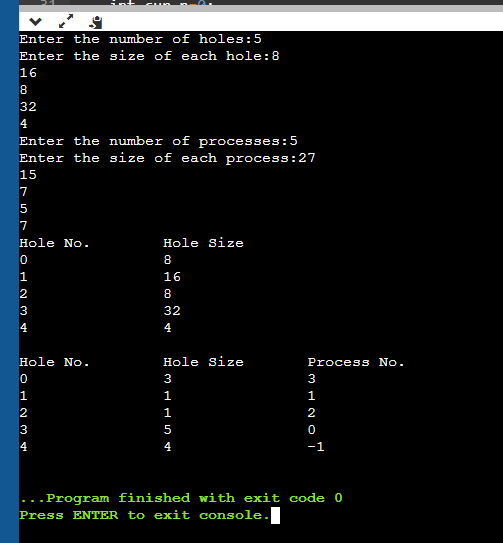 31 int sum_p=0;
Enter the number of holes:5
Enter the size of each hole:8
16
8
32
4
Enter the number of processes:5
Enter the size of each process:27
15
7
5
7
Hole No. Hole Size
0 8
1 16
2 8
3 32
4 4
Hole No. Hole Size Process No.
0 3 3
1 1 1
2 1 2
3 5 0
4 4 -1
...Program finished with exit code 0
Press ENTER to exit console.